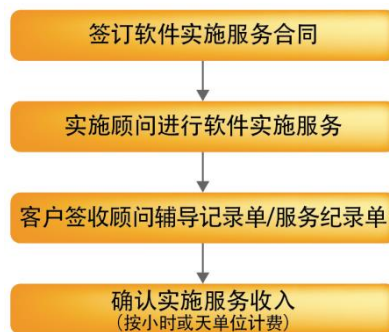 签订软件实施服务合同
实施顾问进行软件实施服务
客户签收顾问辅导记录单/服务纪录单
确认实施服务收入
(按小时或天单位计费)